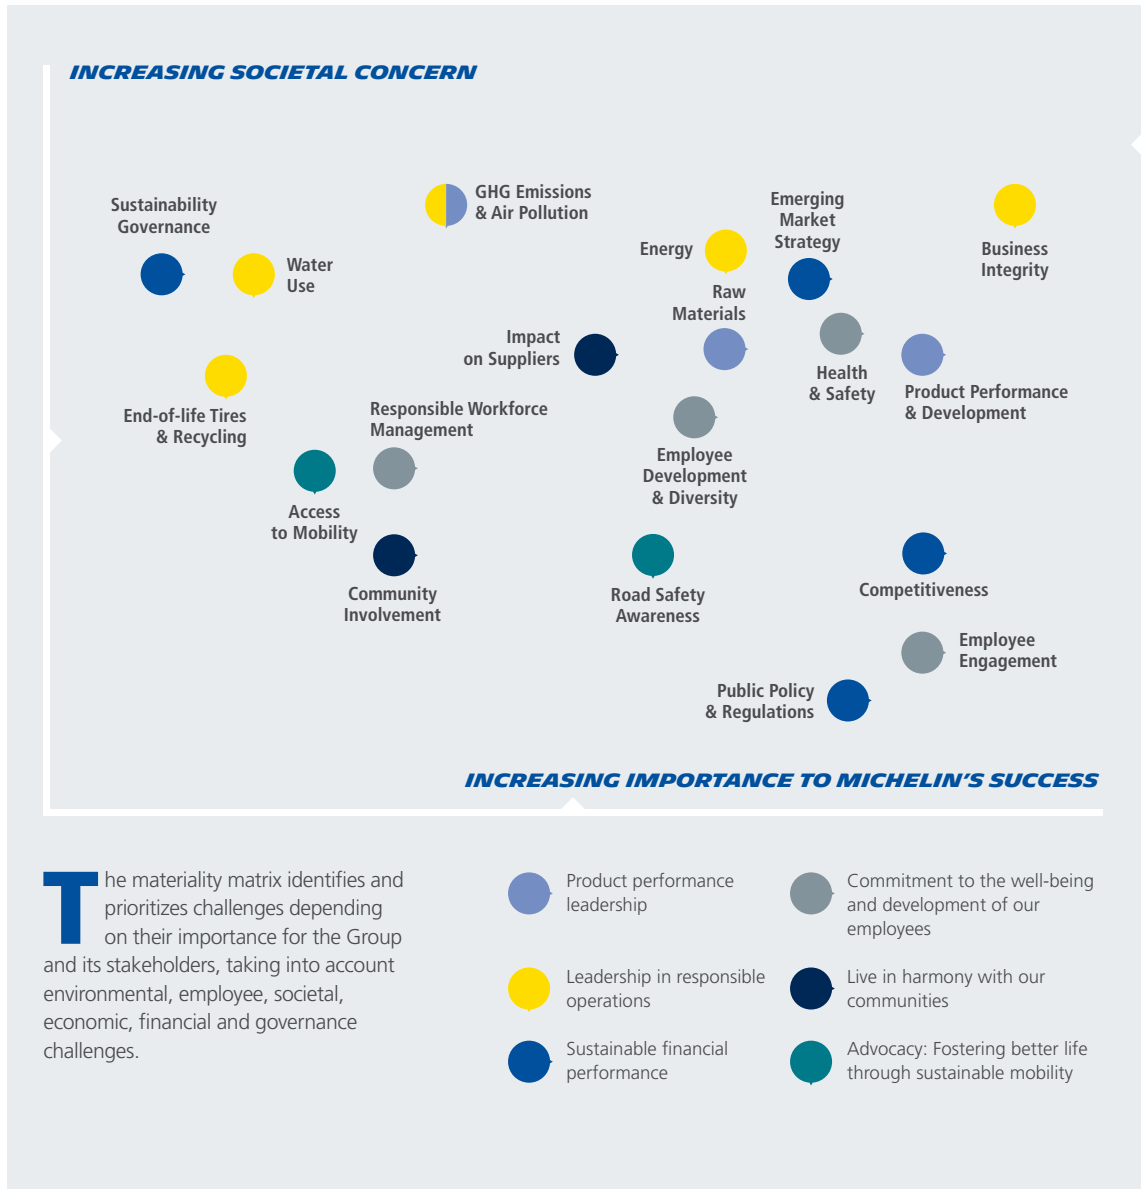 INCREASING SOCIETAL CONCERN
Sustainability
Governance
Water
Use
GHG Emissions
& Air Pollution
Energy
Emerging
Market
Strategy
Business
Integrity
Raw
Materials
Impact
on Suppliers
Health
& Safety
Product Performance
& Development
End-of-life Tires
& Recycling
Responsible Workforce
Management
Employee
Development
& Diversity
Access
to Mobility
Community
Involvement
Road Safety
Awareness
Competitiveness
Employee
Engagement
Public Policy
& Regulations
INCREASING IMPORTANCE TO MICHELIN'S SUCCESS
The materiality matrix identifies and
prioritizes challenges depending
on their importance for the Group
and its stakeholders, taking into account
environmental, employee, societal,
economic, financial and governance
challenges.
Product performance
leadership
Leadership in responsible
operations
Sustainable financial
performance
Commitment to the well-being
and development of our
employees
Live in harmony with our
communities
Advocacy: Fostering better life
through sustainable mobility